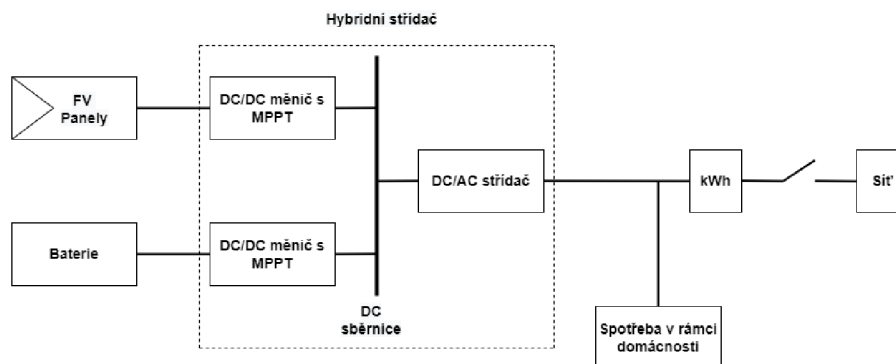 Hybridní střídač
FV
Panely
DC/DC měnič s
MPPT
DC/AC střídač
kWh
Síť
Baterie
DC/DC měnič s
MPPT
DC
sběrnice
Spotřeba v rámci
domácnosti